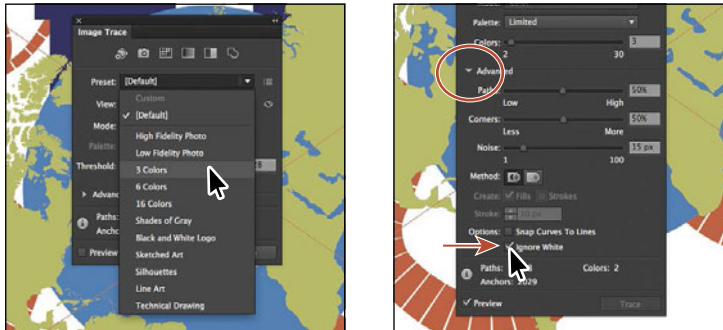 Image Trace
Preset: [Default]
View: Custom
[Default]
Mode:
High Fidelity Photo
Palette: Low Fidelity Photo
Threshold: 3 Colors
6 Colors
16 Colors
Shades of Gray
Paths: Black and White Logo
Sketched Art
Preview Silhouettes
Line Art
Technical Drawing
Palette: Limited
Colors: 3
2 30
Advanced
Paths: 50%
Low High
Corners: 50%
Less More
Noise: 15 px
1 100
Method:
Create: Fills Strokes
Stroke: 10 px
Options: Snap Curves To Lines
Ignore White
Paths: Colors: 2
Anchors: 2029
Preview Trace